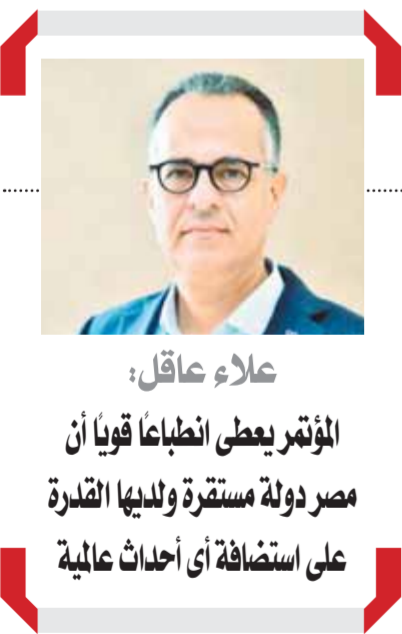 علاء عاقل:
المؤتمر يعطى انطباعًا قويًا أن
مصر دولة مستقرة ولديها القدرة
على استضافة أى أحداث عالمية